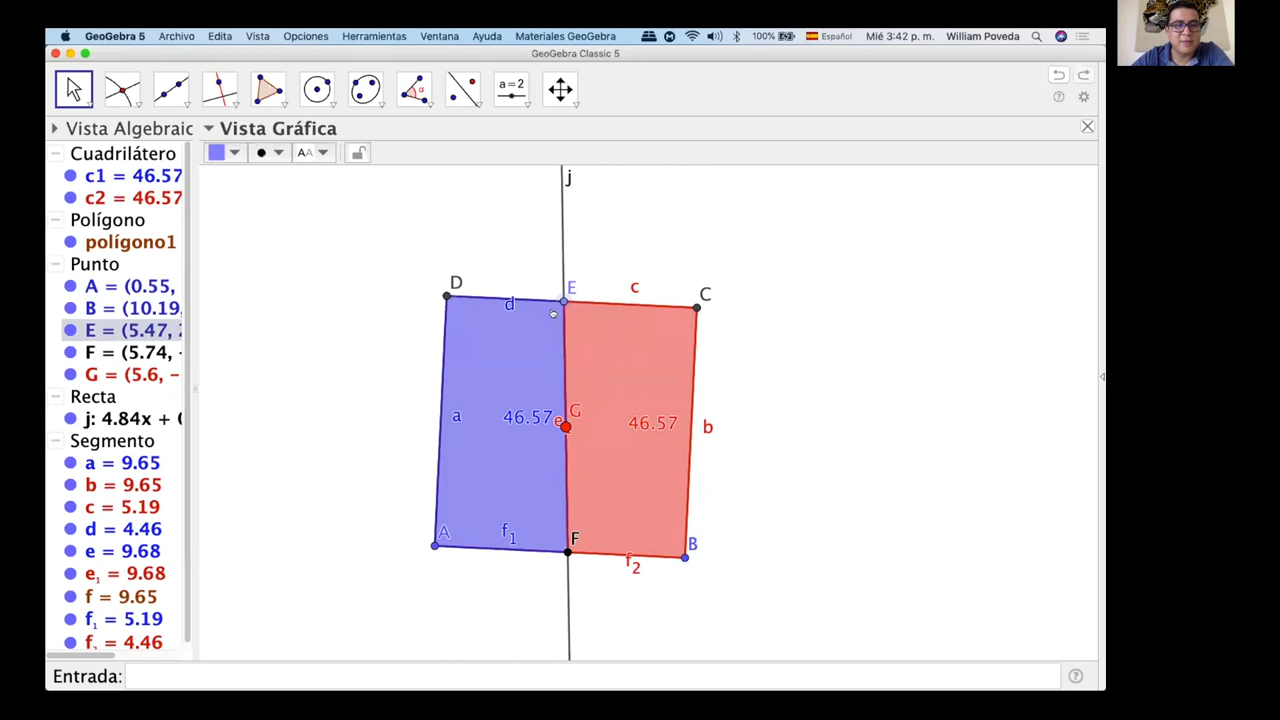 GeoGebra 5 Archivo Edita Vista Opciones Herramientas Ventana Ayuda Materiales GeoGebra 100% Español Mié 3:42 p. m. William Poveda
GeoGebra Classic 5
α
a=2
Vista Algebraic
Vista Gráfica
AA
Cuadrilátero
c1 = 46.57
c2 = 46.57
Polígono
polígono1
Punto
A = (0.55,
B = (10.19,
E = (5.47,
F = (5.74, -
G = (5.6, -
Recta
j: 4.84x +
Segmento
a = 9.65
b = 9.65
c = 5.19
d = 4.46
e = 9.68
e₁ = 9.68
f = 9.65
f₁ = 5.19
f₂ = 4.46
j
D
E
c
C
d
a
46.57
e
G
46.57
b
A
f₁
F
f₂
B
Entrada: